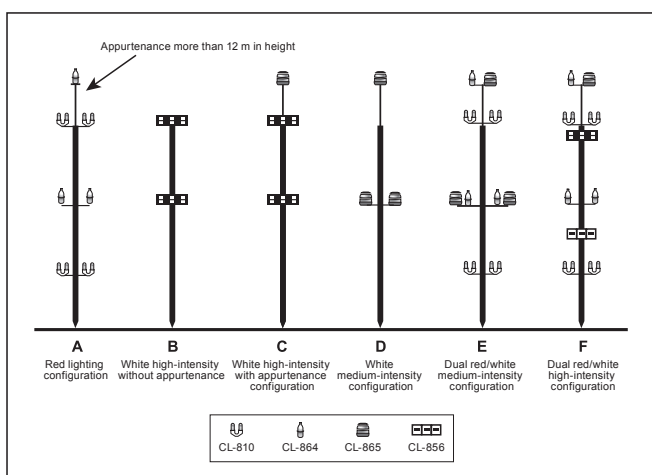 Appurtenance more than 12 m in height
A
Red lighting
configuration
B
White high-intensity
without appurtenance
C
White high-intensity
with appurtenance
configuration
D
White
medium-intensity
configuration
E
Dual red/white
medium-intensity
configuration
F
Dual red/white
high-intensity
configuration
CL-810
CL-864
CL-865
CL-856